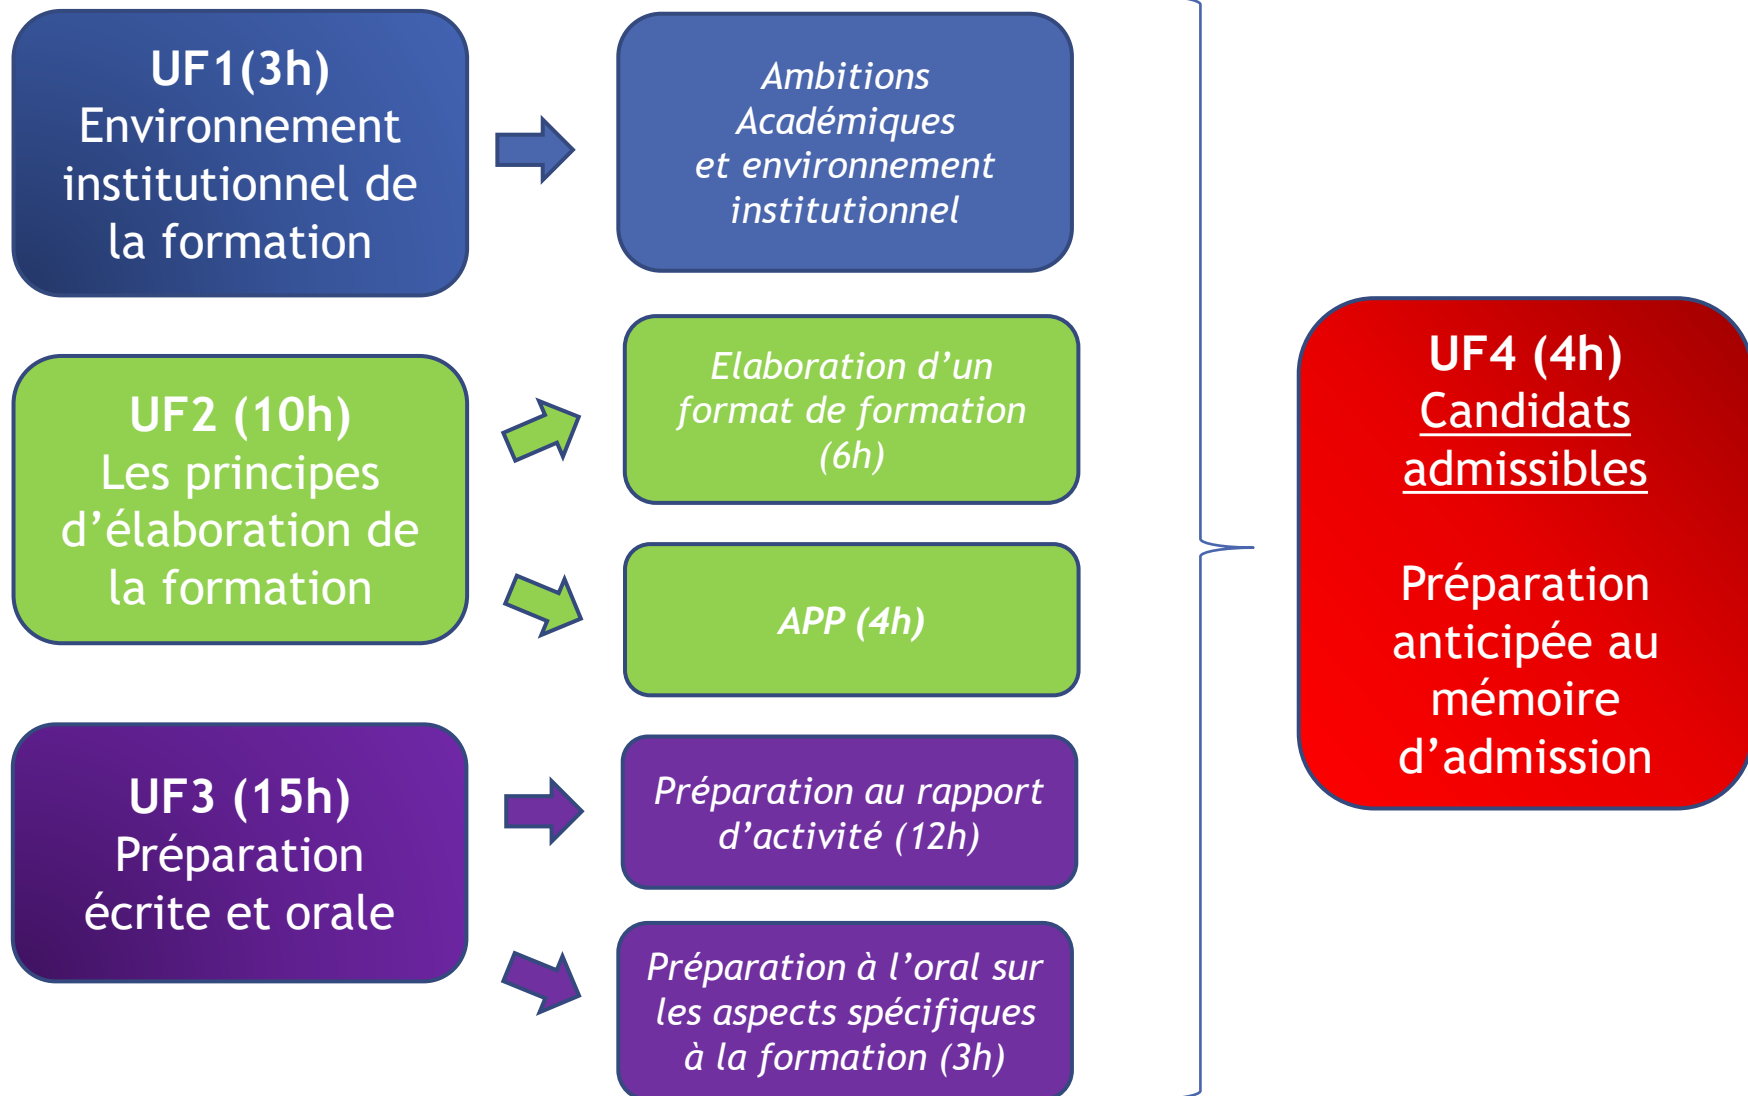 UF1(3h)
Environnement
institutionnel de
la formation
Ambitions
Académiques
et environnement
institutionnel
UF2 (10h)
Les principes
d’élaboration de
la formation
Elaboration d’un
format de formation
(6h)
APP (4h)
UF3 (15h)
Préparation
écrite et orale
Préparation au rapport
d’activité (12h)
Préparation à l’oral sur
les aspects spécifiques
à la formation (3h)
UF4 (4h)
Candidats
admissibles
Préparation
anticipée au
mémoire
d’admission